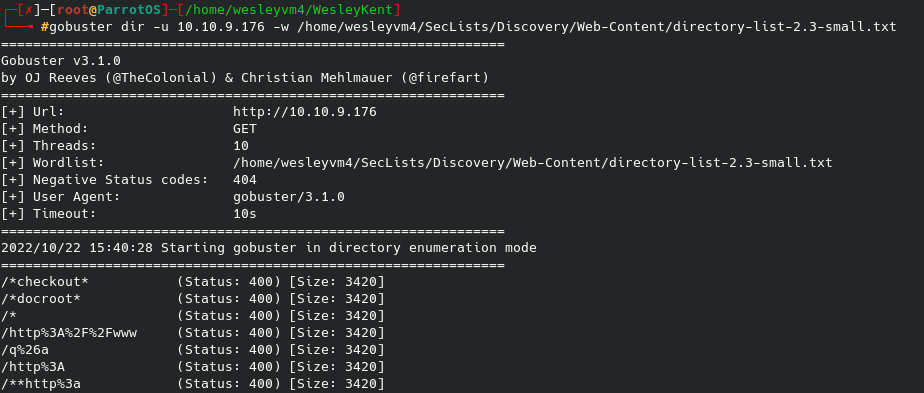 [✗]─[root@ParrotOS]─[/home/wesleyvm4/WesleyKent]
#gobuster dir -u 10.10.9.176 -w /home/wesleyvm4/SecLists/Discovery/Web-Content/directory-list-2.3-small.txt
===============================================================
Gobuster v3.1.0
by OJ Reeves (@TheColonial) & Christian Mehlmauer (@firefart)
===============================================================
[+] Url:                     http://10.10.9.176
[+] Method:                  GET
[+] Threads:                 10
[+] Wordlist:                /home/wesleyvm4/SecLists/Discovery/Web-Content/directory-list-2.3-small.txt
[+] Negative Status codes:   404
[+] User Agent:              gobuster/3.1.0
[+] Timeout:                 10s
===============================================================
2022/10/22 15:40:28 Starting gobuster in directory enumeration mode
===============================================================
/*checkout*           (Status: 400) [Size: 3420]
/*docroot*            (Status: 400) [Size: 3420]
/*                    (Status: 400) [Size: 3420]
/http%3A%2F%2Fwww     (Status: 400) [Size: 3420]
/q%26a                (Status: 400) [Size: 3420]
/http%3A              (Status: 400) [Size: 3420]
/**http%3a            (Status: 400) [Size: 3420]